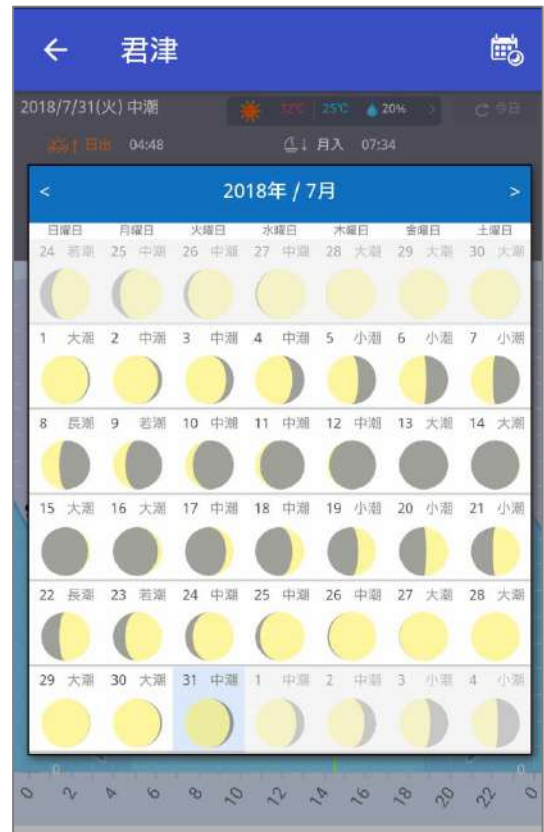 君津
2018/7/31(火) 中潮 32℃ 25℃ 20% > 今日
日出 04:48 月入 07:34
< 2018年 / 7月 >
日曜日 月曜日 火曜日 水曜日 木曜日 金曜日 土曜日
24 若潮 25 中潮 26 中潮 27 中潮 28 大潮 29 大潮 30 大潮
1 大潮 2 中潮 3 中潮 4 中潮 5 小潮 6 小潮 7 小潮
8 長潮 9 若潮 10 中潮 11 中潮 12 中潮 13 大潮 14 大潮
15 大潮 16 大潮 17 中潮 18 中潮 19 小潮 20 小潮 21 小潮
22 長潮 23 若潮 24 中潮 25 中潮 26 中潮 27 大潮 28 大潮
29 大潮 30 大潮 31 中潮 1 中潮 2 中潮 3 小潮 4 小潮
0 0
0 2 4 6 8 10 12 14 16 18 20 22 0